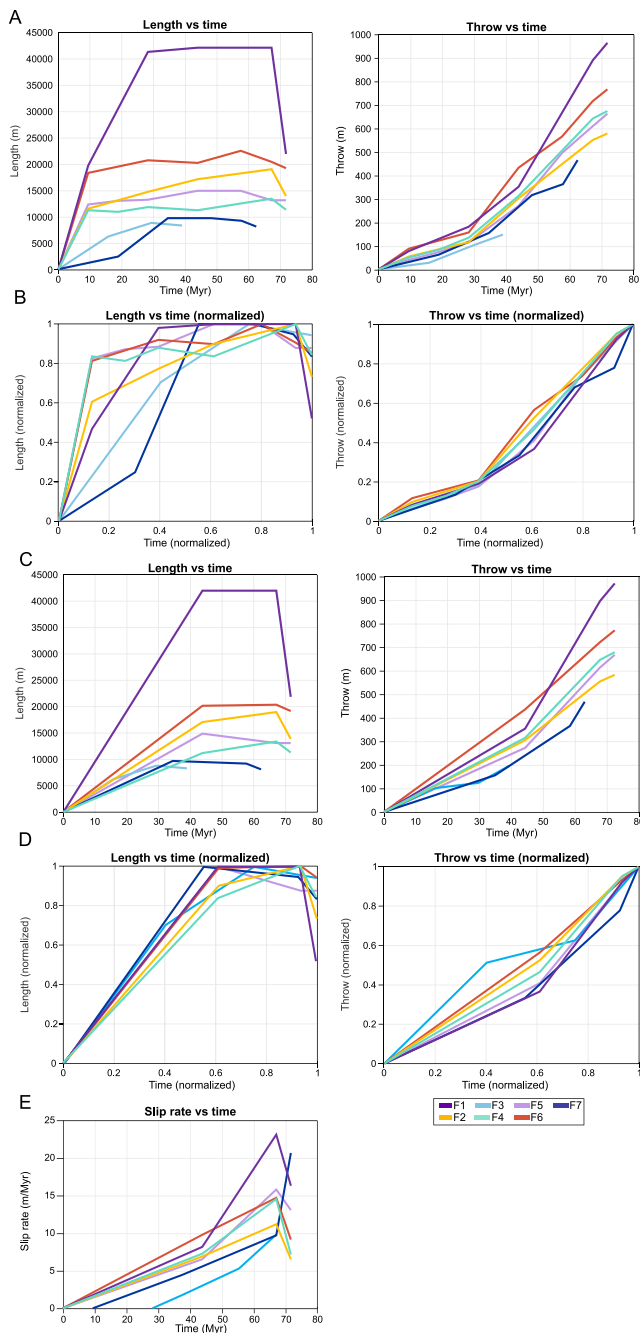 A
Length vs time
45000
40000
35000
30000
25000
20000
15000
10000
5000
0
Length (m)
0 10 20 30 40 50 60 70 80
Time (Myr)
Throw vs time
1000
900
800
700
600
500
400
300
200
100
0
Throw (m)
0 10 20 30 40 50 60 70 80
Time (Myr)
B
Length vs time (normalized)
1
0.8
0.6
0.4
0.2
0
Length (normalized)
0 0.2 0.4 0.6 0.8 1
Time (normalized)
Throw vs time (normalized)
1
0.8
0.6
0.4
0.2
0
Throw (normalized)
0 0.2 0.4 0.6 0.8 1
Time (normalized)
C
Length vs time
45000
40000
35000
30000
25000
20000
15000
10000
5000
0
Length (m)
0 10 20 30 40 50 60 70 80
Time (Myr)
Throw vs time
1000
900
800
700
600
500
400
300
200
100
0
Throw (m)
0 10 20 30 40 50 60 70 80
Time (Myr)
D
Length vs time (normalized)
1
0.8
0.6
0.4
0.2
0
Length (normalized)
0 0.2 0.4 0.6 0.8 1
Time (normalized)
Throw vs time (normalized)
1
0.8
0.6
0.4
0.2
0
Throw (normalized)
0 0.2 0.4 0.6 0.8 1
Time (normalized)
F1 F3 F5 F7
F2 F4 F6
E
Slip rate vs time
25
20
15
10
5
0
Slip rate (m/Myr)
0 10 20 30 40 50 60 70 80
Time (Myr)